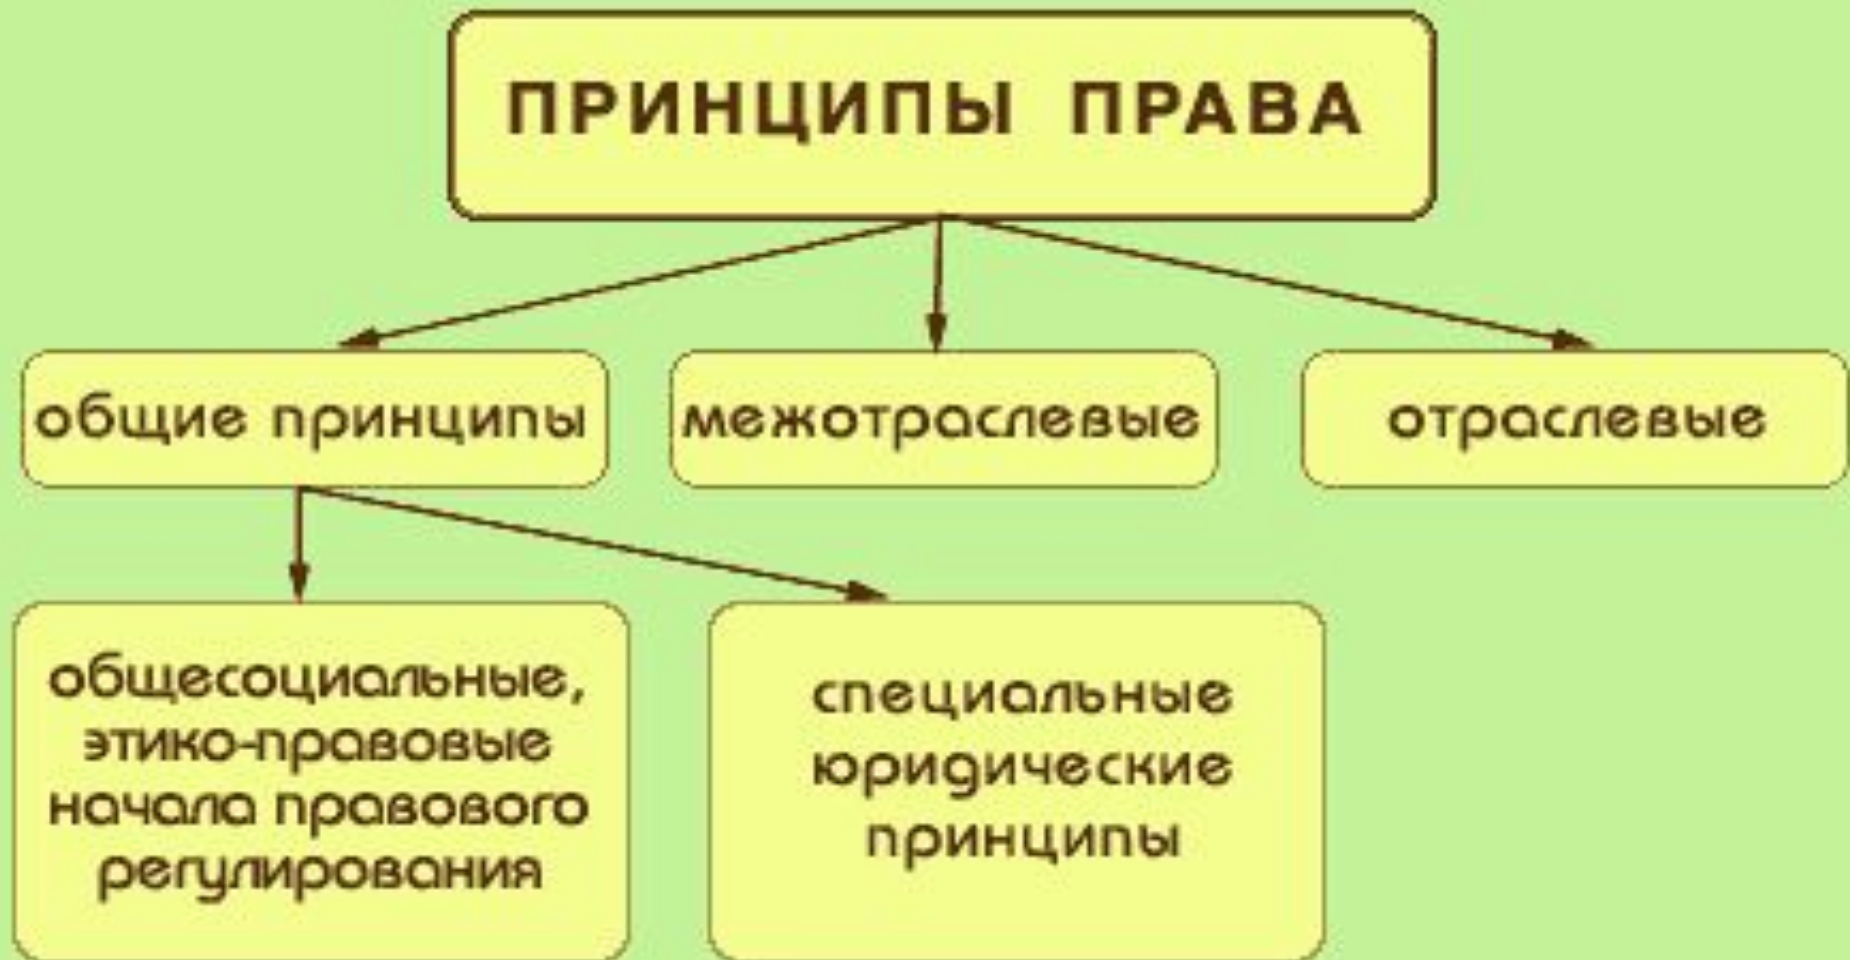 ПРИНЦИПЫ ПРАВА
общие принципы
межотраслевые
отраслевые
общесоциальные,
этико-правовые
начала правового
регулирования
специальные
юридические
принципы